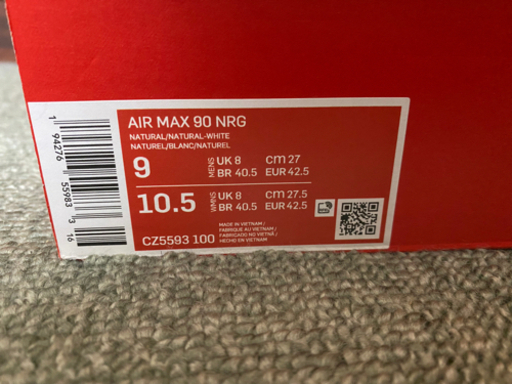 AIR MAX 90 NRG
NATURAL/NATURAL-WHITE
NATUREL/BLANC/NATUREL
9 MENS UK 8 cm 27
BR 40.5 EUR 42.5
10.5 WMNS UK 8 cm 27.5
BR 40.5 EUR 42.5
CZ5593 100
MADE IN VIETNAM /
FABRIQUE AU VIETNAM /
FABRICADO NO VIETNÃ /
HECHO EN VIETNAM
1 94276 55983 3 16